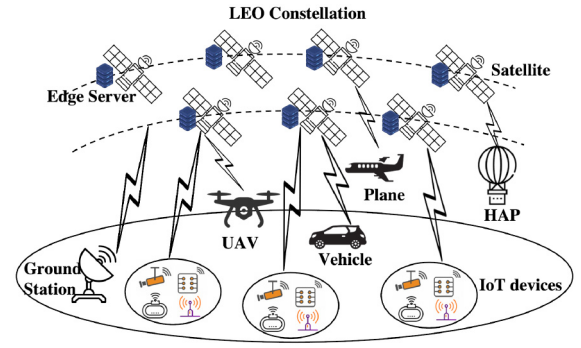 LEO Constellation
Satellite
Edge Server
Plane
HAP
UAV
Vehicle
Ground
Station
IoT devices